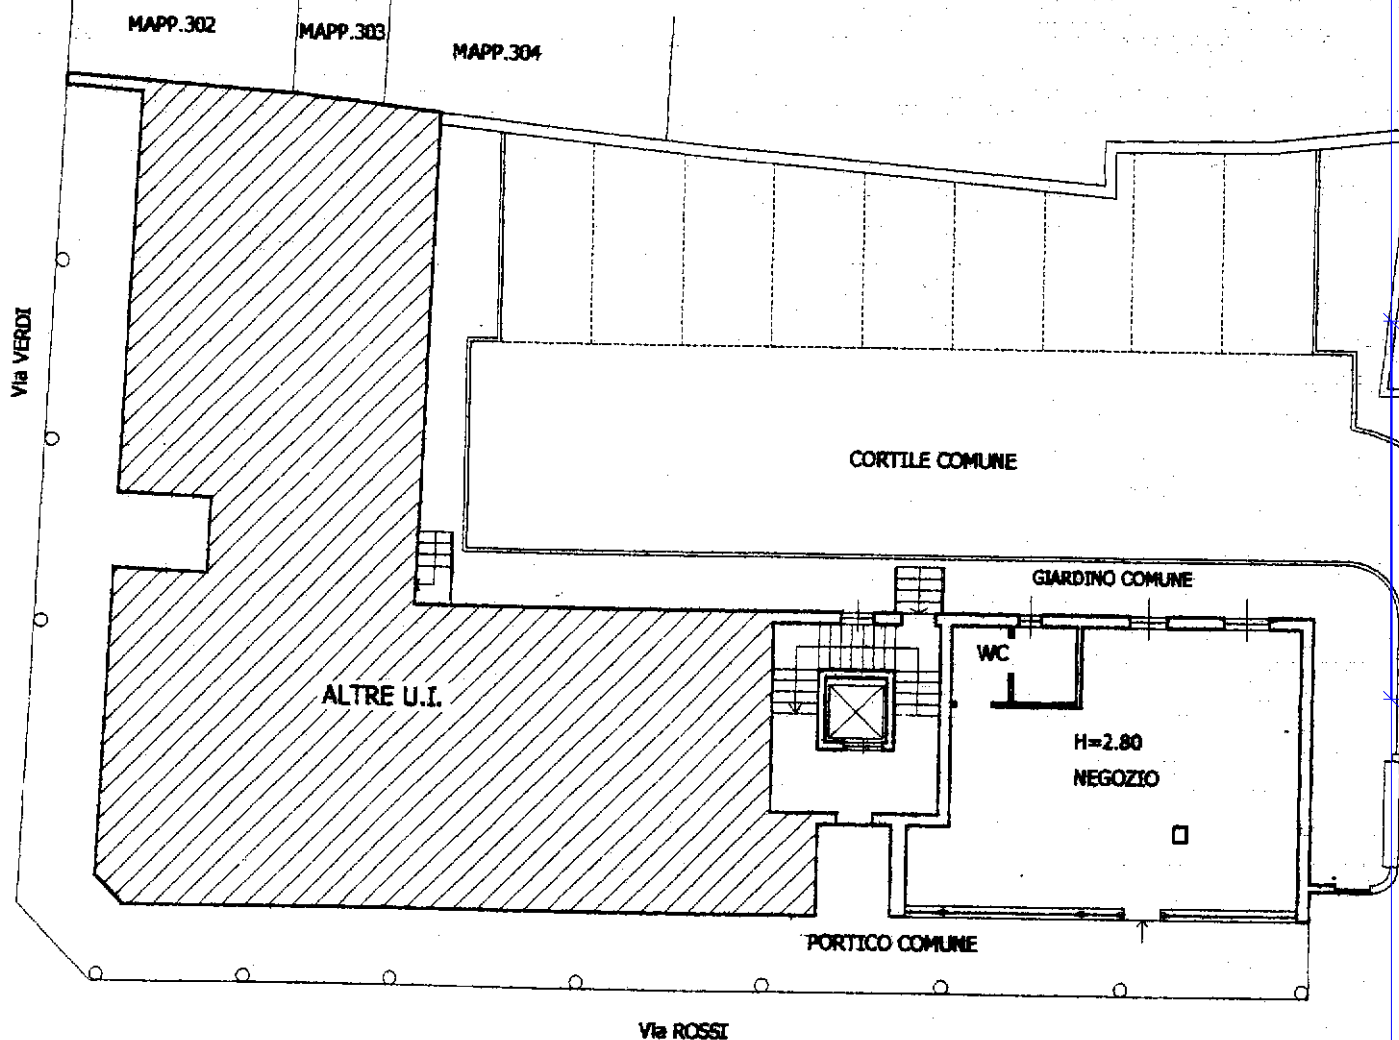 MAPP.302
MAPP.303
MAPP.304
Via VERDI
CORTILE COMUNE
GIARDINO COMUNE
WC
ALTRE U.I.
H=2.80
NEGOZIO
PORTICO COMUNE
Via ROSSI